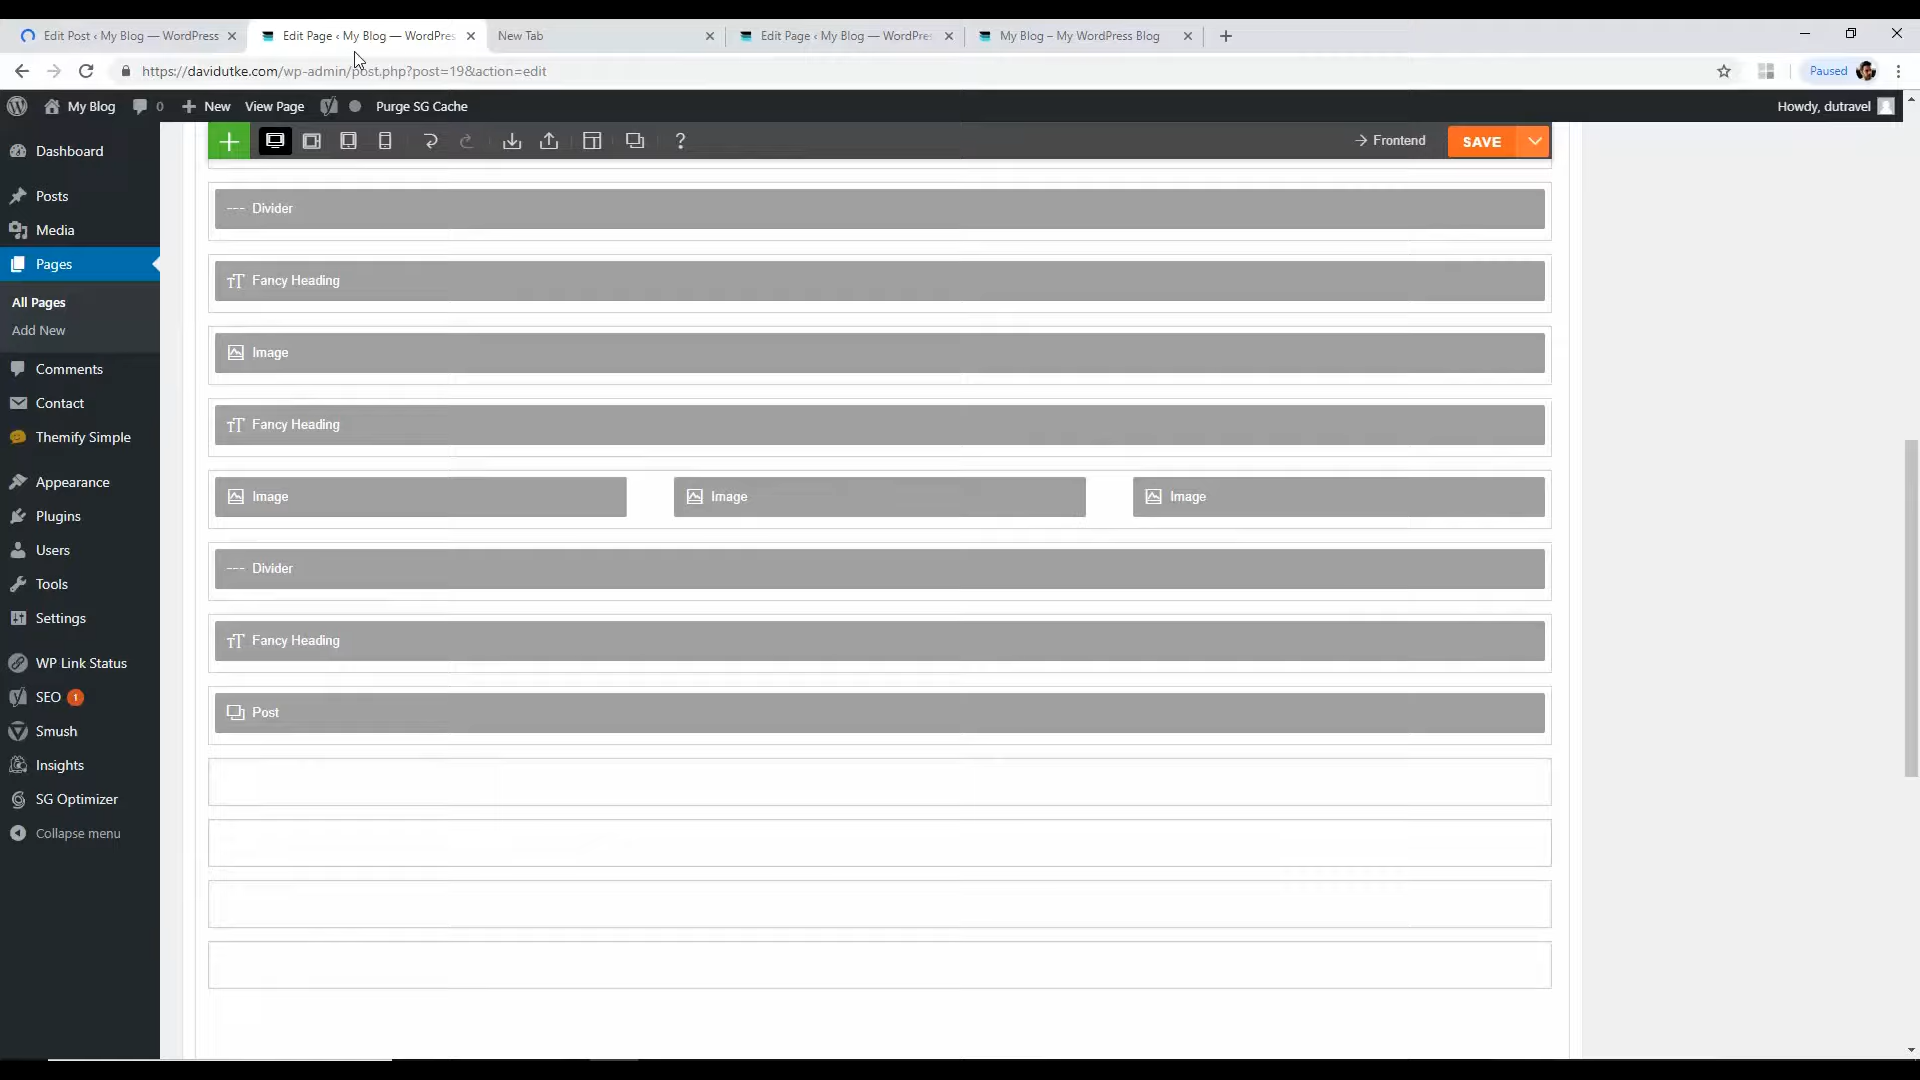 Edit Post ‹ My Blog — WordPress
Edit Page ‹ My Blog — WordPres
New Tab
Edit Page ‹ My Blog — WordPre
My Blog – My WordPress Blog
https://davidutke.com/wp-admin/post.php?post=19&action=edit
Paused
My Blog
0
New
View Page
Purge SG Cache
Howdy, dutravel
Dashboard
Posts
Media
Pages
All Pages
Add New
Comments
Contact
Themify Simple
Appearance
Plugins
Users
Tools
Settings
WP Link Status
SEO 1
Smush
Insights
SG Optimizer
Collapse menu
? → Frontend SAVE
Divider
Fancy Heading
Image
Fancy Heading
Image Image Image
Divider
Fancy Heading
Post